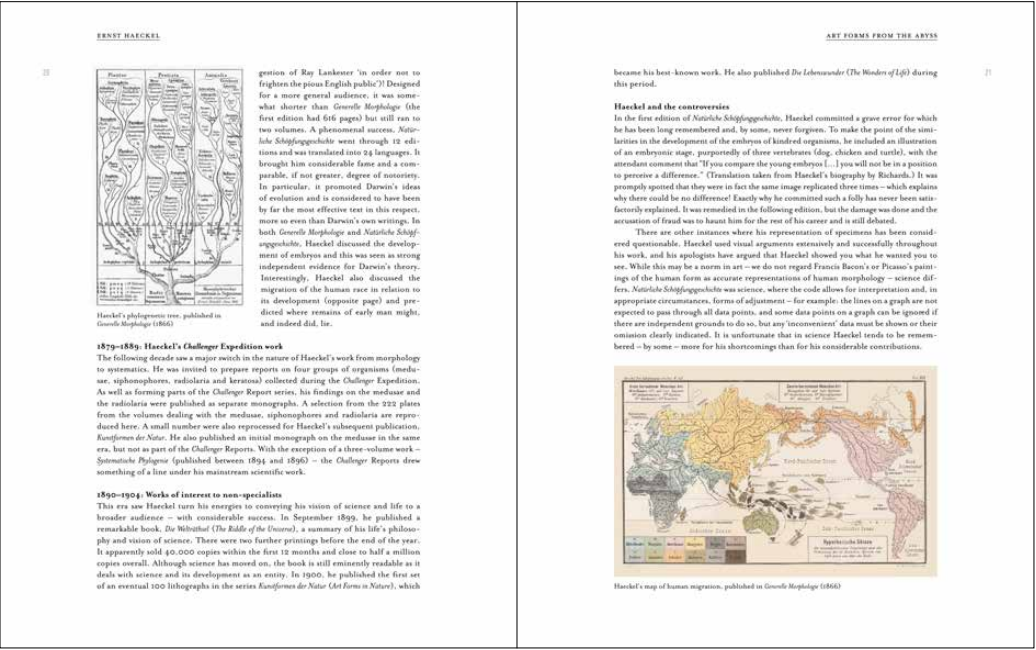 ERNST HAECKEL
20
Plantae Protista Animalia
Haeckel's phylogenetic tree, published in
Generelle Morphologie (1866)
gestion of Ray Lankester 'in order not to
frighten the pious English public'?! Designed
for a more general audience, it was some-
what shorter than Generelle Morphologie (the
first edition had 616 pages) but still ran to
two volumes. A phenomenal success, Natür-
liche Schöpfungsgeschichte went through 12 edi-
tions and was translated into 24 languages. It
brought him considerable fame and a com-
parable, if not greater, degree of notoriety.
In particular, it promoted Darwin's ideas
of evolution and is considered to have been
by far the most effective text in this respect,
more so even than Darwin's own writings. In
both Generelle Morphologie and Natürliche Schöpf-
ungsgeschichte, Haeckel discussed the develop-
ment of embryos and this was seen as strong
independent evidence for Darwin's theory.
Interestingly, Haeckel also discussed the
migration of the human race in relation to
its development (opposite page) and pre-
dicted where remains of early man might,
and indeed did, lie.
1879–1889: Haeckel's Challenger Expedition work
The following decade saw a major switch in the nature of Haeckel's work from morphology
to systematics. He was invited to prepare reports on four groups of organisms (medu-
sae, siphonophores, radiolaria and keratosa) collected during the Challenger Expedition.
As well as forming parts of the Challenger Report series, his findings on the medusae and
the radiolaria were published as separate monographs. A selection from the 222 plates
from the volumes dealing with the medusae, siphonophores and radiolaria are repro-
duced here. A small number were also reprocessed for Haeckel's subsequent publication,
Kunstformen der Natur. He also published an initial monograph on the medusae in the same
era, but not as part of the Challenger Reports. With the exception of a three-volume work –
Systematische Phylogenie (published between 1894 and 1896) – the Challenger Reports drew
something of a line under his mainstream scientific work.
1890–1904: Works of interest to non-specialists
This era saw Haeckel turn his energies to conveying his vision of science and life to a
broader audience – with considerable success. In September 1899, he published a
remarkable book, Die Welträthsel (The Riddle of the Universe), a summary of his life's philoso-
phy and vision of science. There were two further printings before the end of the year.
It apparently sold 40,000 copies within the first 12 months and close to half a million
copies overall. Although science has moved on, the book is still eminently readable as it
deals with science and its development as an entity. In 1900, he published the first set
of an eventual 100 lithographs in the series Kunstformen der Natur (Art Forms in Nature), which
ART FORMS FROM THE ABYSS
21
became his best-known work. He also published Die Lebenswunder (The Wonders of Life) during
this period.
Haeckel and the controversies
In the first edition of Natürliche Schöpfungsgeschichte, Haeckel committed a grave error for which
he has been long remembered and, by some, never forgiven. To make the point of the simi-
larities in the development of the embryos of kindred organisms, he included an illustration
of an embryonic stage, purportedly of three vertebrates (dog, chicken and turtle), with the
attendant comment that "If you compare the young embryos [...] you will not be in a position
to perceive a difference." (Translation taken from Haeckel's biography by Richards.) It was
promptly spotted that they were in fact the same image replicated three times – which explains
why there could be no difference! Exactly why he committed such a folly has never been satis-
factorily explained. It was remedied in the following edition, but the damage was done and the
accusation of fraud was to haunt him for the rest of his career and is still debated.
There are other instances where his representation of specimens has been consid-
ered questionable. Haeckel used visual arguments extensively and successfully throughout
his work, and his apologists have argued that Haeckel showed you what he wanted you to
see. While this may be a norm in art – we do not regard Francis Bacon's or Picasso's paint-
ings of the human form as accurate representations of human morphology – science dif-
fers. Natürliche Schöpfungsgeschichte was science, where the code allows for interpretation and, in
appropriate circumstances, forms of adjustment – for example: the lines on a graph are not
expected to pass through all data points, and some data points on a graph can be ignored if
there are independent grounds to do so, but any 'inconvenient' data must be shown or their
omission clearly indicated. It is unfortunate that in science Haeckel tends to be remem-
bered – by some – more for his shortcomings than for his considerable contributions.
Hypothetische Skizze
Haeckel's map of human migration, published in Generelle Morphologie (1866)